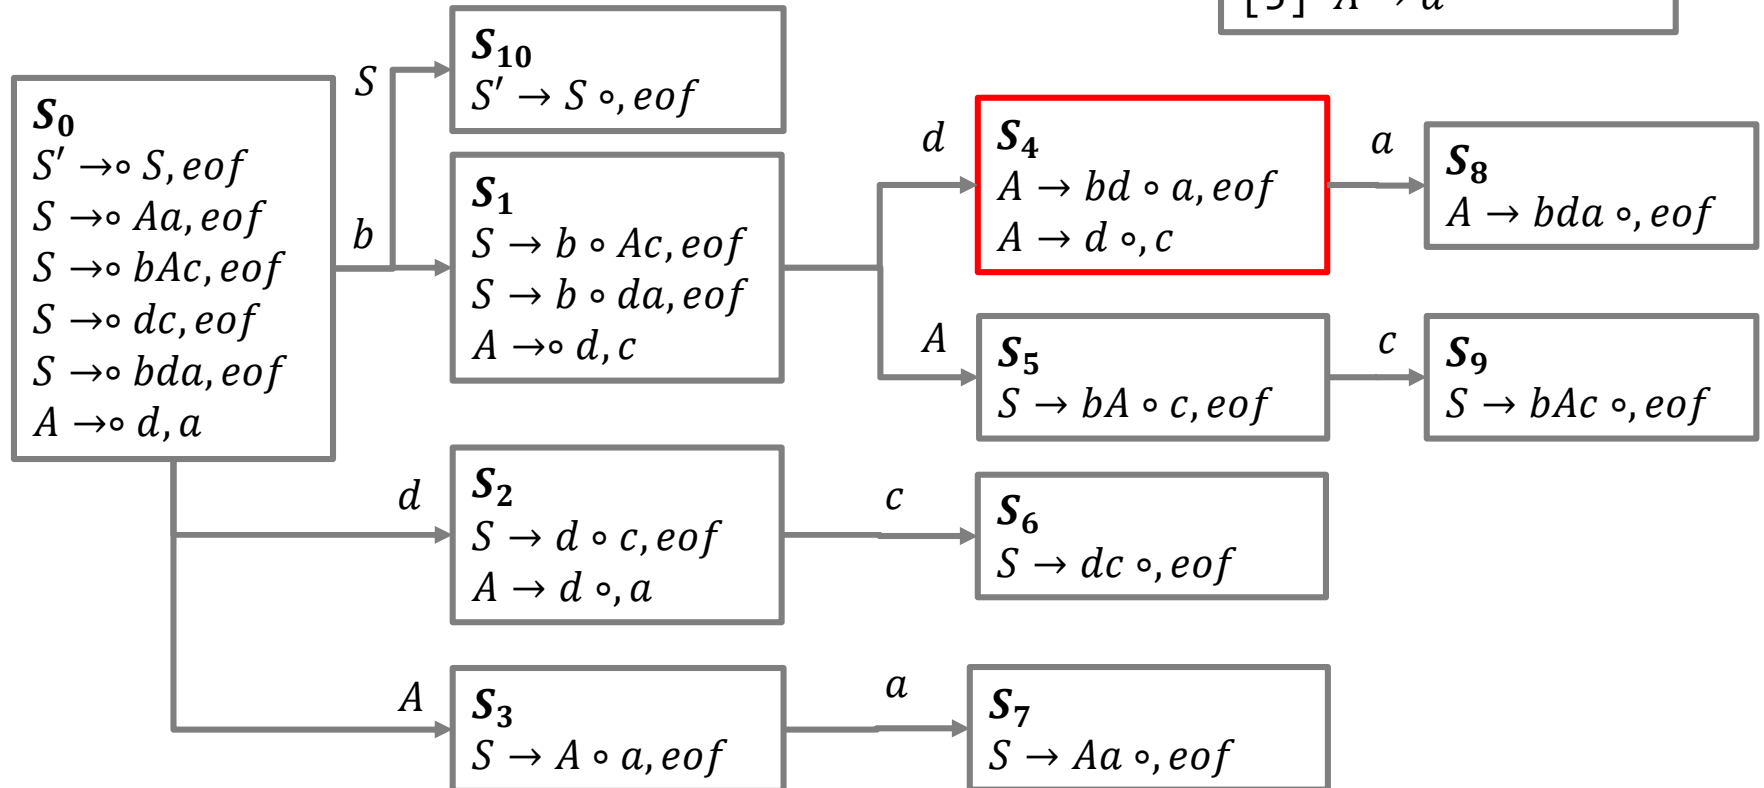 [5] A → d
S₁₀
S′ → S ∘, eof
S
S₀
S′ →∘ S, eof
S →∘ Aa, eof
S →∘ bAc, eof
S →∘ dc, eof
S →∘ bda, eof
A →∘ d, a
b
S₁
S → b ∘ Ac, eof
S → b ∘ da, eof
A →∘ d, c
d
S₄
A → bd ∘ a, eof
A → d ∘, c
a
S₈
A → bda ∘, eof
A
S₅
S → bA ∘ c, eof
c
S₉
S → bAc ∘, eof
d
S₂
S → d ∘ c, eof
A → d ∘, a
c
S₆
S → dc ∘, eof
A
S₃
S → A ∘ a, eof
a
S₇
S → Aa ∘, eof